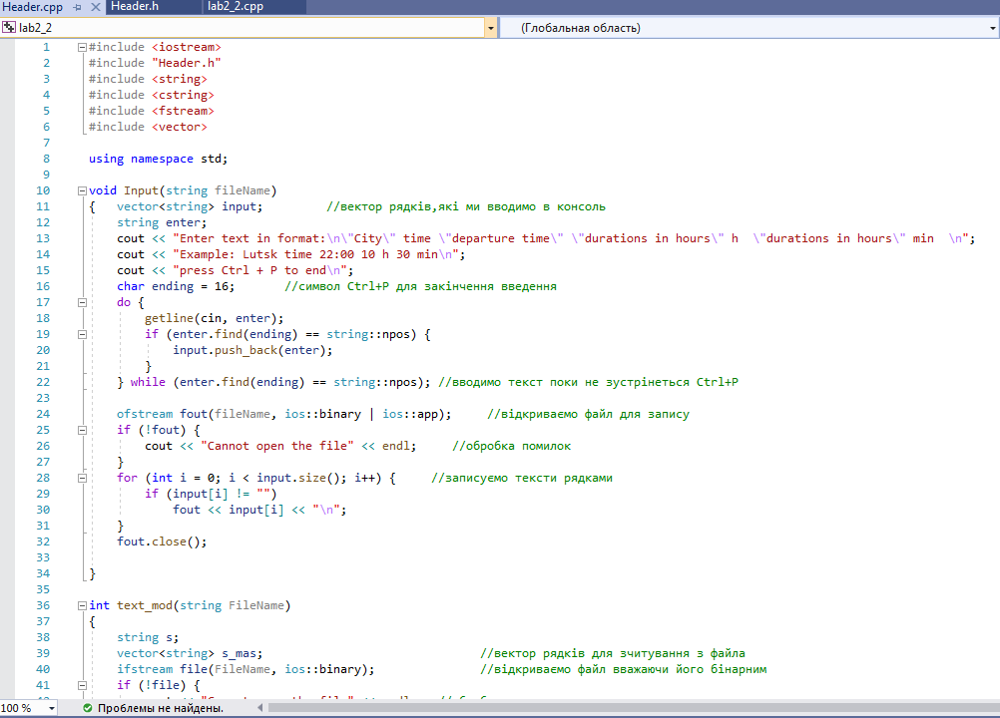 Header.cpp Header.h lab2_2.cpp
lab2_2 (Глобальная область)
1 #include <iostream>
2 #include "Header.h"
3 #include <string>
4 #include <cstring>
5 #include <fstream>
6 #include <vector>
7
8 using namespace std;
9
10 void Input(string fileName)
11 { vector<string> input; //вектор рядків,які ми вводимо в консоль
12 string enter;
13 cout << "Enter text in format:\n\"City\" time \"departure time\" \"durations in hours\" h  \"durations in hours\" min  \n";
14 cout << "Example: Lutsk time 22:00 10 h 30 min\n";
15 cout << "press Ctrl + P to end\n";
16 char ending = 16; //символ Ctrl+P для закінчення введення
17 do {
18 getline(cin, enter);
19 if (enter.find(ending) == string::npos) {
20 input.push_back(enter);
21 }
22 } while (enter.find(ending) == string::npos); //вводимо текст поки не зустрінеться Ctrl+P
23
24 ofstream fout(fileName, ios::binary | ios::app); //відкриваємо файл для запису
25 if (!fout) {
26 cout << "Cannot open the file" << endl; //обробка помилок
27 }
28 for (int i = 0; i < input.size(); i++) { //записуємо тексти рядками
29 if (input[i] != "")
30 fout << input[i] << "\n";
31 }
32 fout.close();
33
34 }
35
36 int text_mod(string FileName)
37 {
38 string s;
39 vector<string> s_mas; //вектор рядків для зчитування з файла
40 ifstream file(FileName, ios::binary); //відкриваємо файл вважаючи його бінарним
41 if (!file) {
100 % Проблемы не найдены.